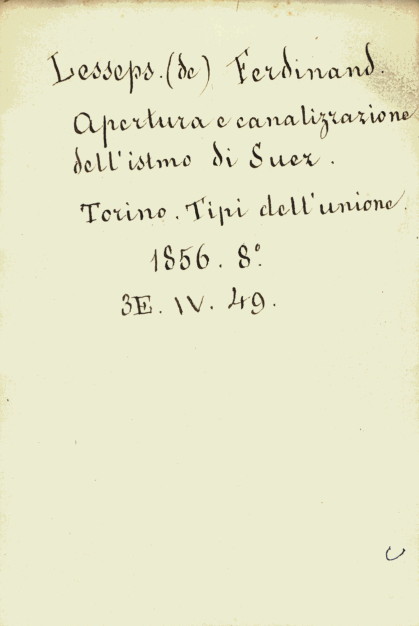 Lesseps.(de) Ferdinand.
Apertura e canalizzazione
dell'istmo di Suez.
Torino. Tipi dell'unione.
1856. 8°.
3E. IV. 49.